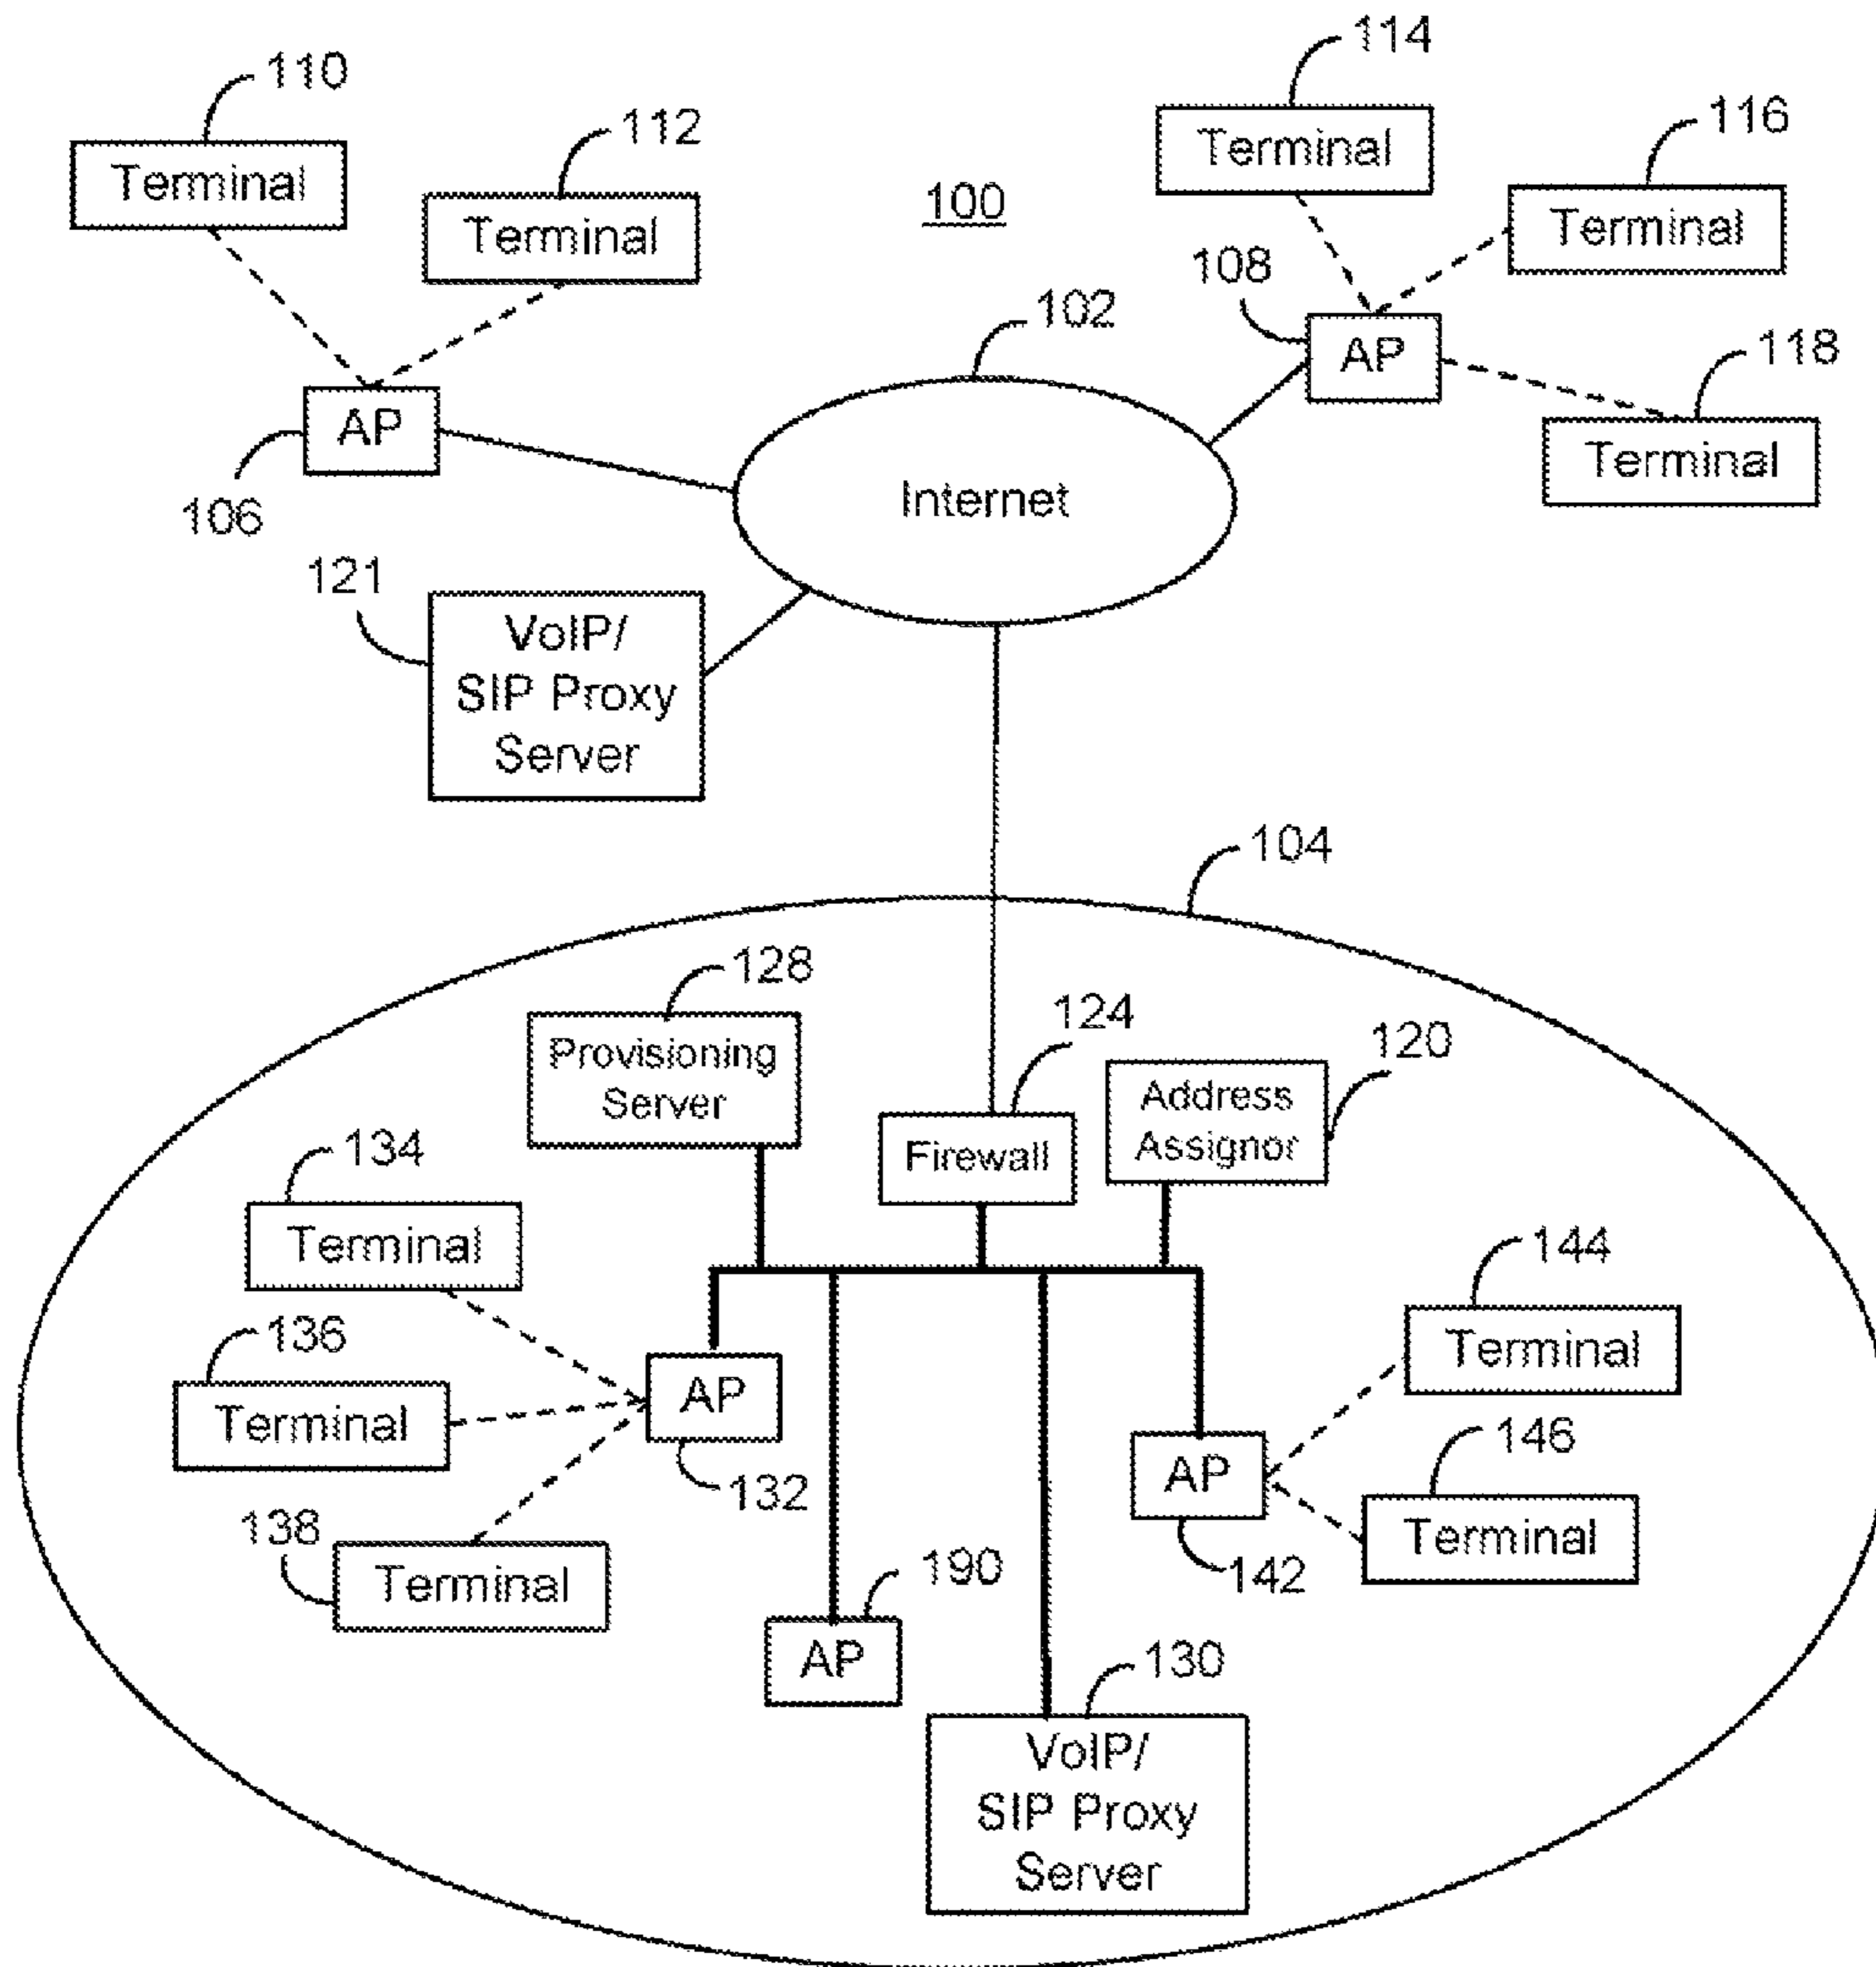 110
Terminal
112
Terminal
100
114
Terminal
116
Terminal
108
AP
118
Terminal
102
Internet
AP
106
121
VoIP/
SIP Proxy
Server
104
128
Provisioning
Server
124
Firewall
120
Address
Assignor
134
Terminal
136
Terminal
138
Terminal
AP
132
190
AP
130
VoIP/
SIP Proxy
Server
AP
142
144
Terminal
146
Terminal